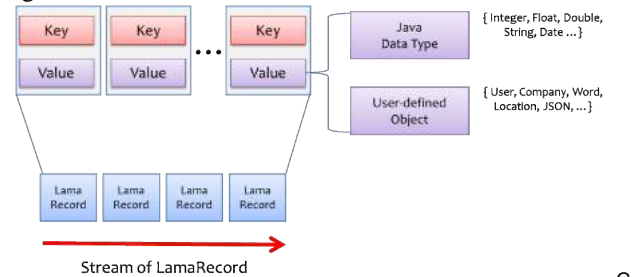 Key
Key
...
Key
Value
Value
Value
Java
Data Type
{ Integer, Float, Double,
String, Date ... }
User-defined
Object
{ User, Company, Word,
Location, JSON, ... }
Lama
Record
Lama
Record
Lama
Record
Lama
Record
Stream of LamaRecord